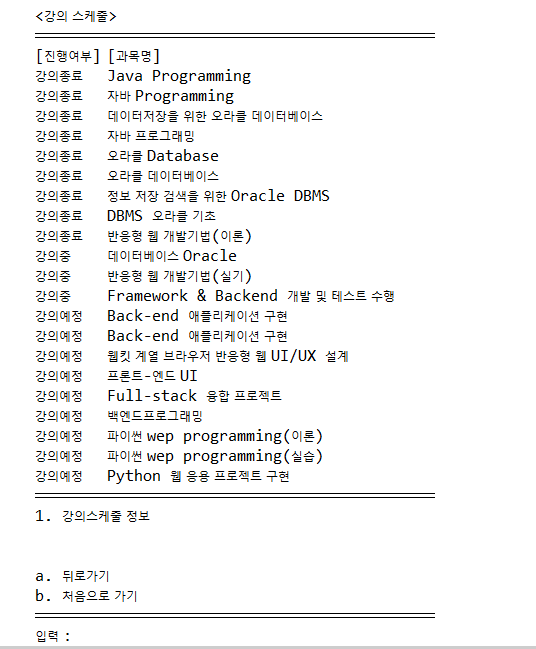 <강의 스케줄>
[진행여부] [과목명]
강의종료 Java Programming
강의종료 자바 Programming
강의종료 데이터저장을 위한 오라클 데이터베이스
강의종료 자바 프로그래밍
강의종료 오라클 Database
강의종료 오라클 데이터베이스
강의종료 정보 저장 검색을 위한 Oracle DBMS
강의종료 DBMS 오라클 기초
강의종료 반응형 웹 개발기법(이론)
강의중 데이터베이스 Oracle
강의중 반응형 웹 개발기법(실기)
강의중 Framework & Backend 개발 및 테스트 수행
강의예정 Back-end 애플리케이션 구현
강의예정 Back-end 애플리케이션 구현
강의예정 웹킷 계열 브라우저 반응형 웹 UI/UX 설계
강의예정 프론트-엔드 UI
강의예정 Full-stack 융합 프로젝트
강의예정 백엔드프로그래밍
강의예정 파이썬 wep programming(이론)
강의예정 파이썬 wep programming(실습)
강의예정 Python 웹 응용 프로젝트 구현
1. 강의스케줄 정보
a. 뒤로가기
b. 처음으로 가기
입력 :